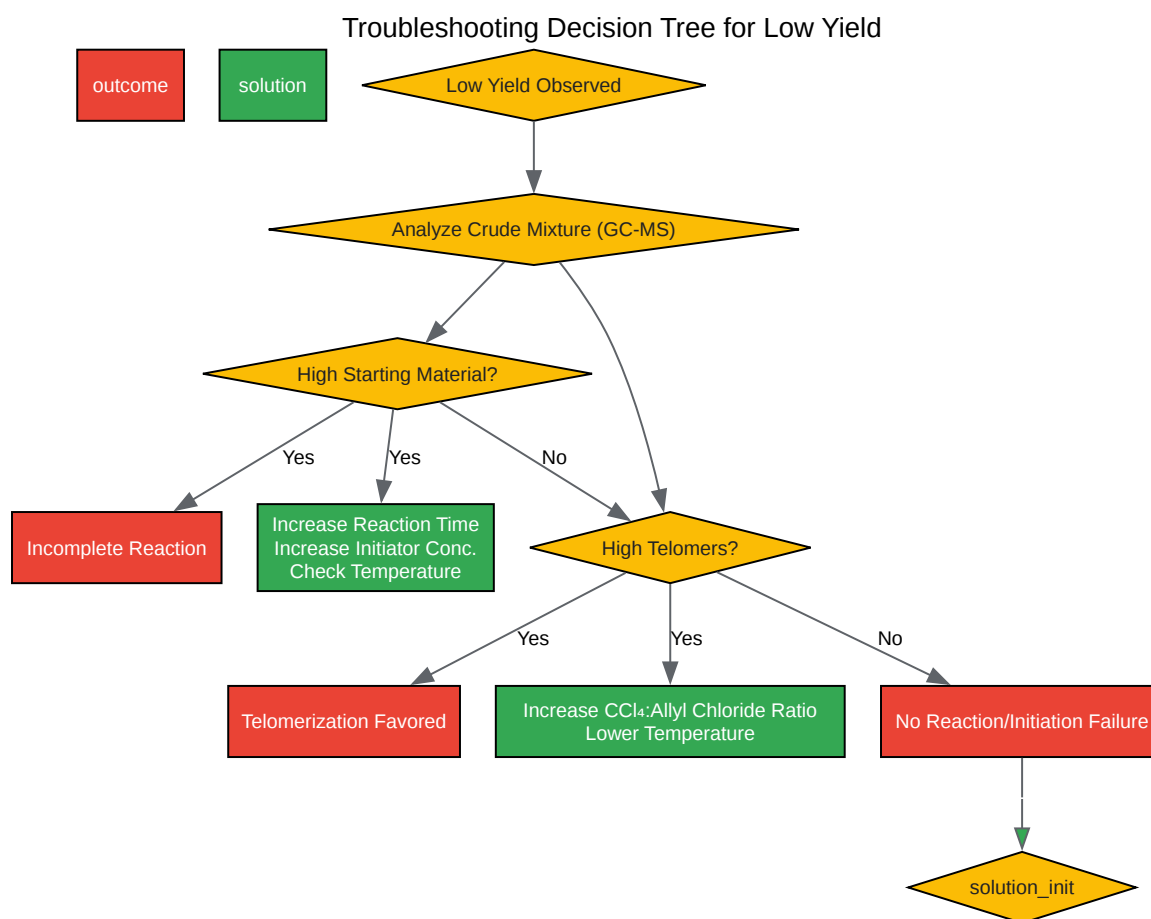 Troubleshooting Decision Tree for Low Yield
outcome
solution
Low Yield Observed
Analyze Crude Mixture (GC-MS)
High Starting Material?
Yes
Yes
No
Incomplete Reaction
Increase Reaction Time
Increase Initiator Conc.
Check Temperature
High Telomers?
Yes
Yes
No
Telomerization Favored
Increase CCl₄:Allyl Chloride Ratio
Lower Temperature
No Reaction/Initiation Failure
solution_init